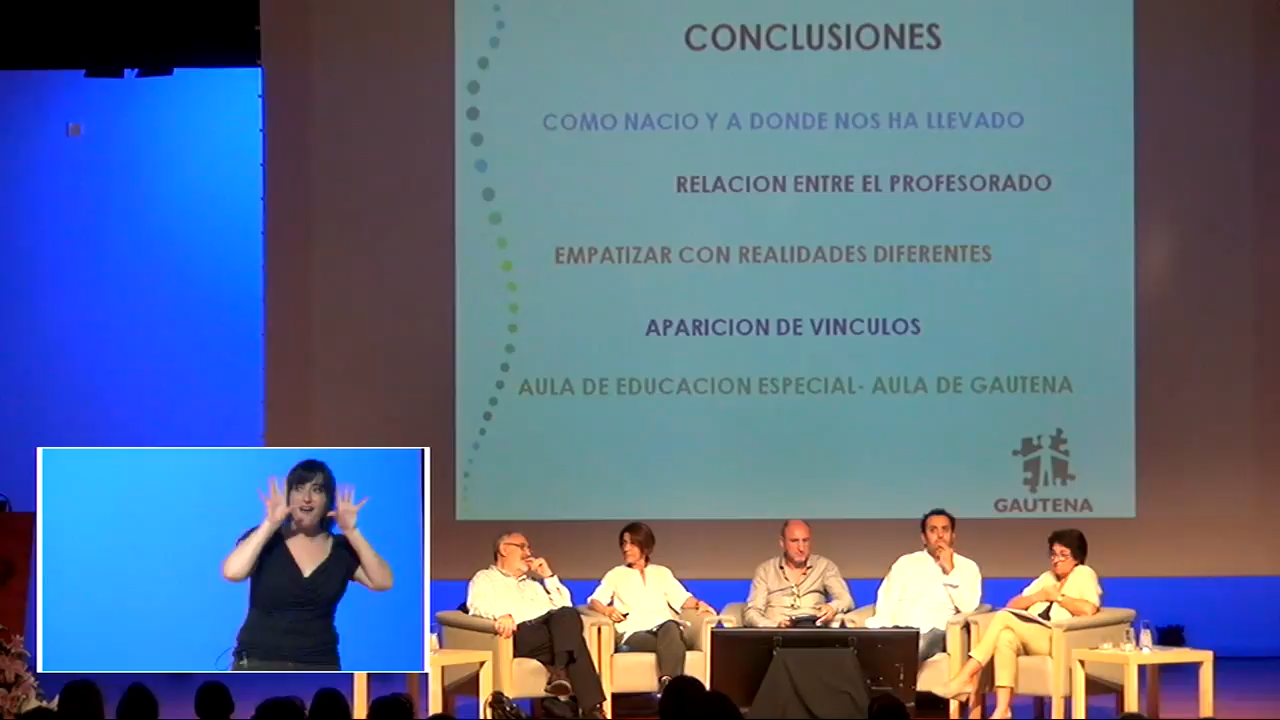 CONCLUSIONES
COMO NACIO Y A DONDE NOS HA LLEVADO
RELACION ENTRE EL PROFESORADO
EMPATIZAR CON REALIDADES DIFERENTES
APARICION DE VINCULOS
AULA DE EDUCACION ESPECIAL- AULA DE GAUTENA
GAUTENA